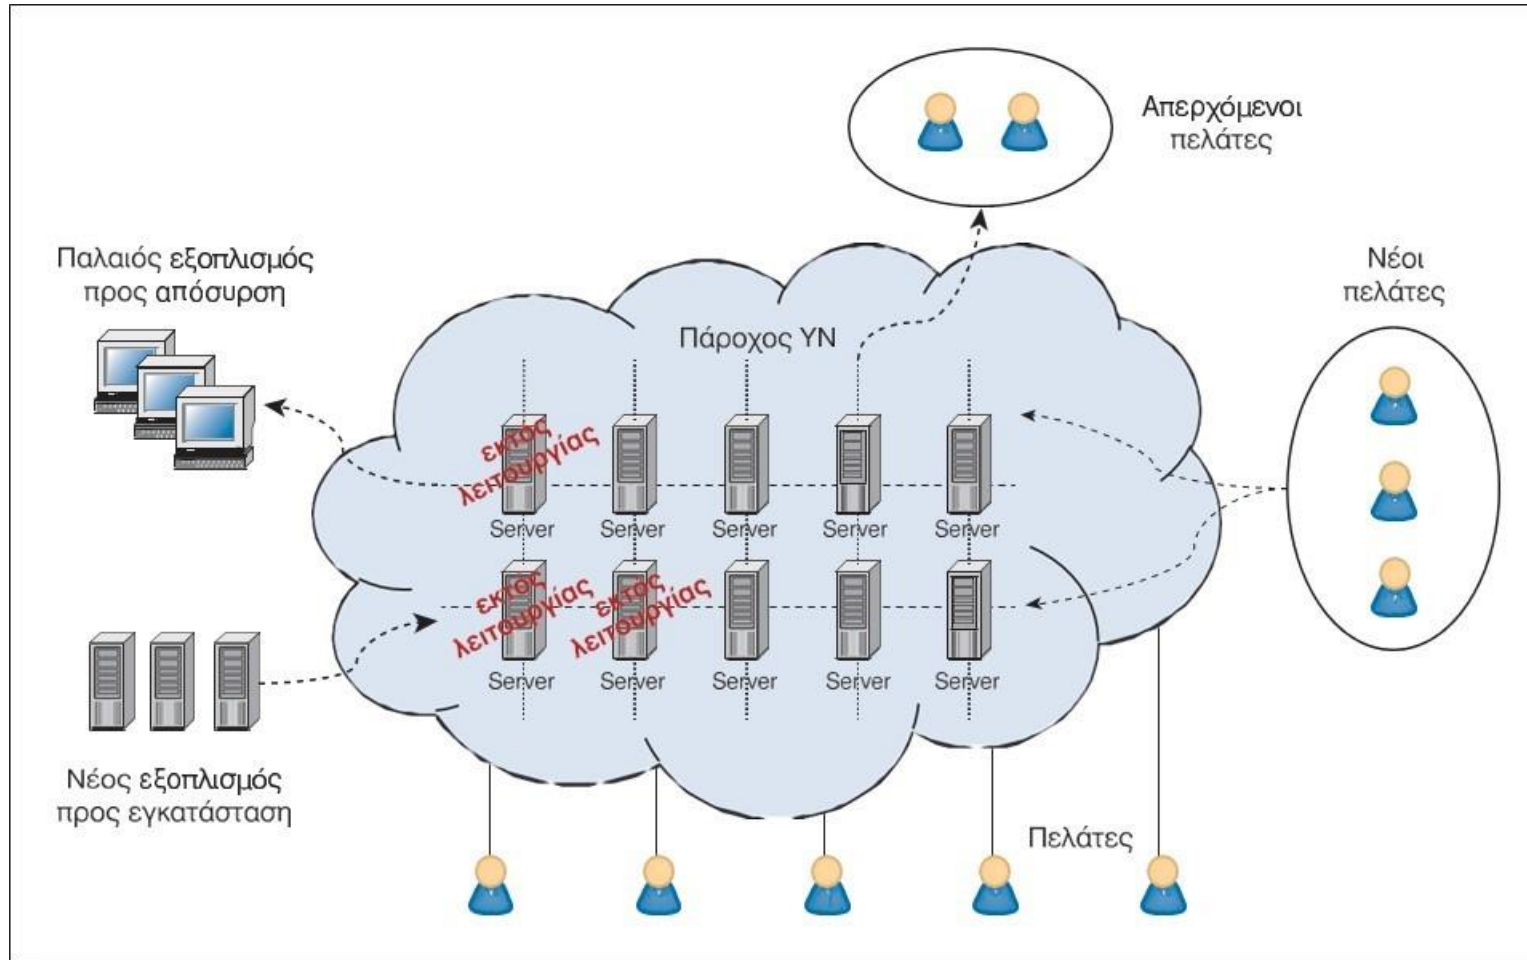 Απερχόμενοι
πελάτες
Παλαιός εξοπλισμός
προς απόσυρση
Νέοι
πελάτες
Πάροχος ΥΝ
εκτός
λειτουργίας
Server
Server
Server
Server
Server
εκτός
λειτουργίας
εκτός
λειτουργίας
Server
Server
Server
Server
Server
Νέος εξοπλισμός
προς εγκατάσταση
Πελάτες